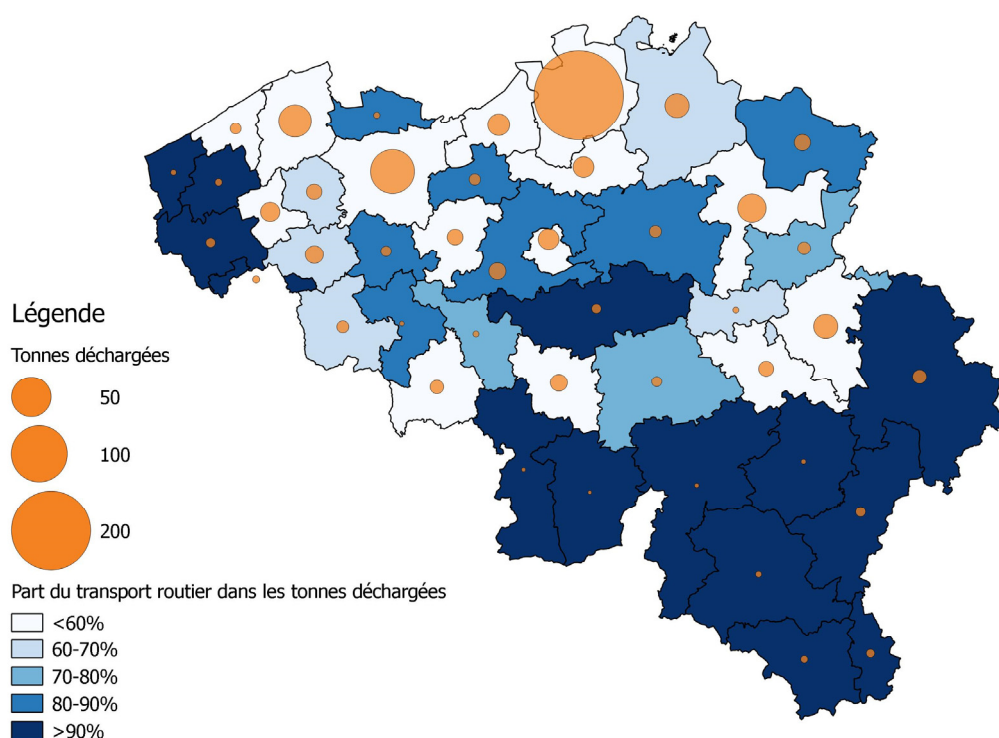 Légende
Tonnes déchargées
50
100
200
Part du transport routier dans les tonnes déchargées
<60%
60-70%
70-80%
80-90%
>90%